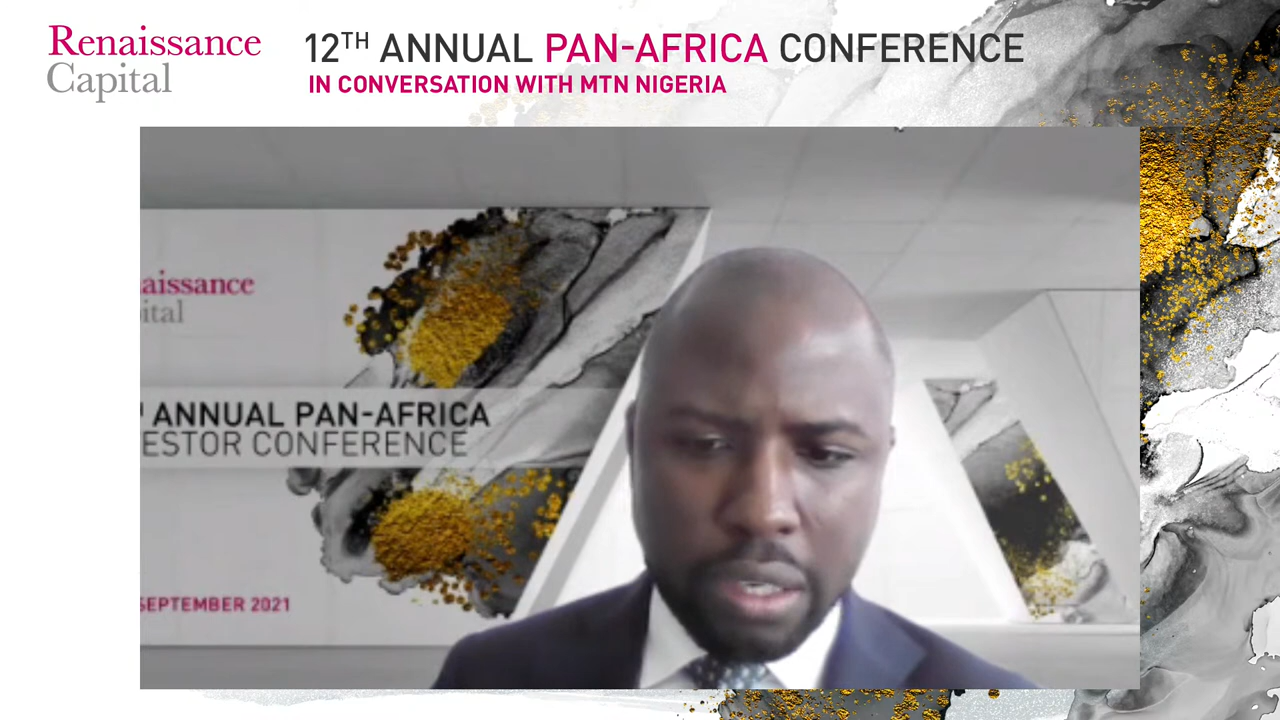 Renaissance
Capital
12TH ANNUAL PAN-AFRICA CONFERENCE
IN CONVERSATION WITH MTN NIGERIA
aissance
ital
ANNUAL PAN-AFRICA
ESTOR CONFERENCE
SEPTEMBER 2021